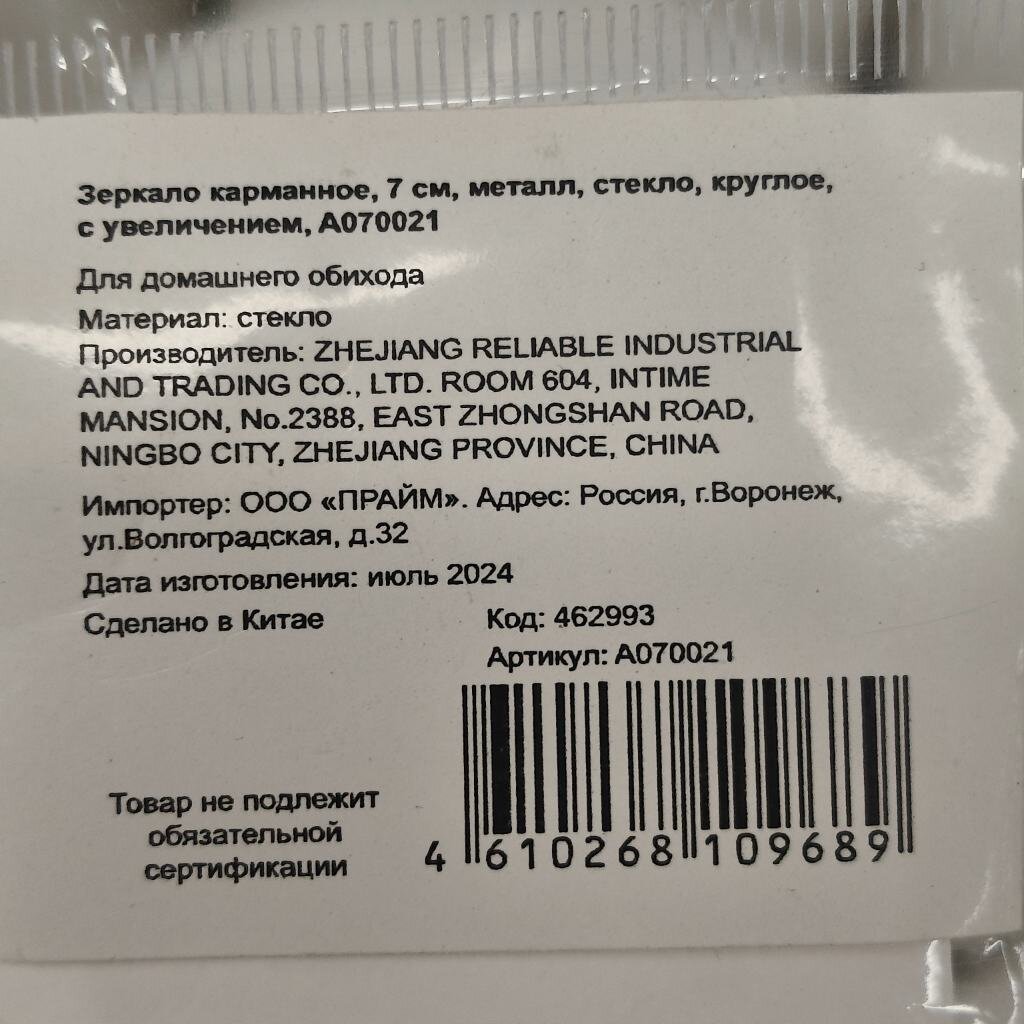 Зеркало карманное, 7 см, металл, стекло, круглое,
с увеличением, А070021
Для домашнего обихода
Материал: стекло
Производитель: ZHEJIANG RELIABLE INDUSTRIAL
AND TRADING CO., LTD. ROOM 604, INTIME
MANSION, No.2388, EAST ZHONGSHAN ROAD,
NINGBO CITY, ZHEJIANG PROVINCE, CHINA
Импортер: ООО «ПРАЙМ». Адрес: Россия, г.Воронеж,
ул.Волгоградская, д.32
Дата изготовления: июль 2024
Сделано в Китае
Код: 462993
Артикул: А070021
Товар не подлежит
обязательной
сертификации
4 610268 109689